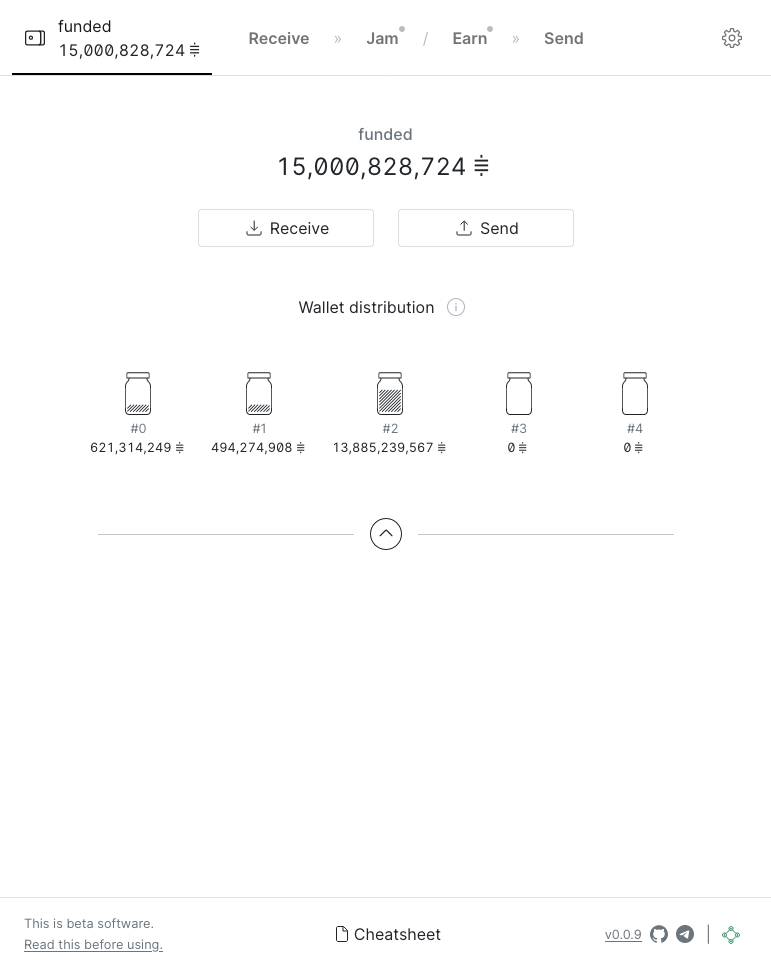 funded
15,000,828,724
Receive » Jam / Earn » Send
funded
15,000,828,724
Receive
Send
Wallet distribution
#0 #1 #2 #3 #4
621,314,249 494,274,908 13,885,239,567 0 0
This is beta software.
Read this before using.
Cheatsheet
v0.0.9